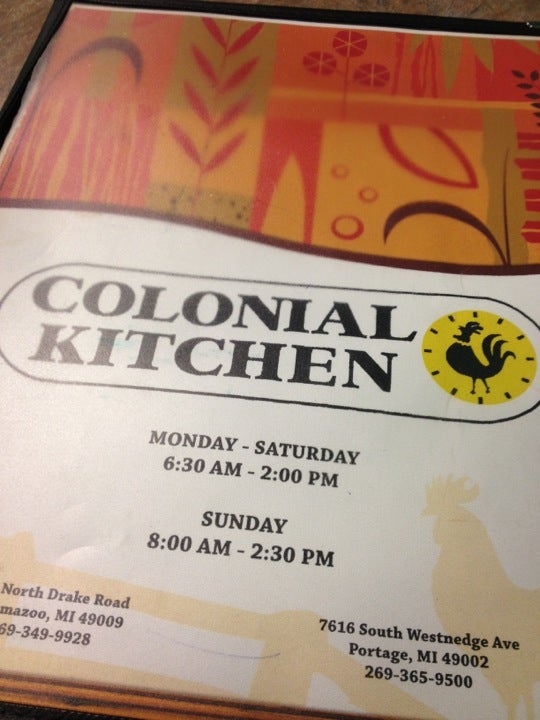 COLONIAL
KITCHEN
MONDAY - SATURDAY
6:30 AM - 2:00 PM
SUNDAY
8:00 AM - 2:30 PM
North Drake Road
mazoo, MI 49009
69-349-9928
7616 South Westnedge Ave
Portage, MI 49002
269-365-9500